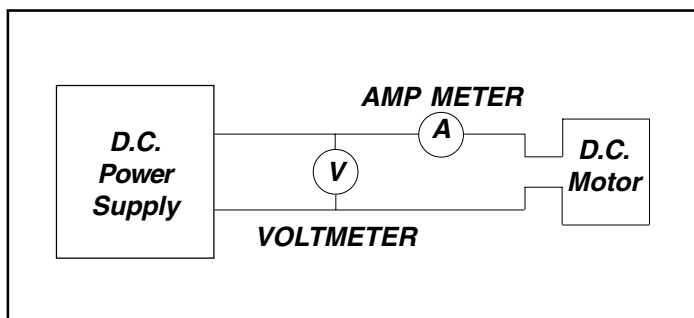 AMP METER
A
D.C.
Power
Supply
V
D.C.
Motor
VOLTMETER